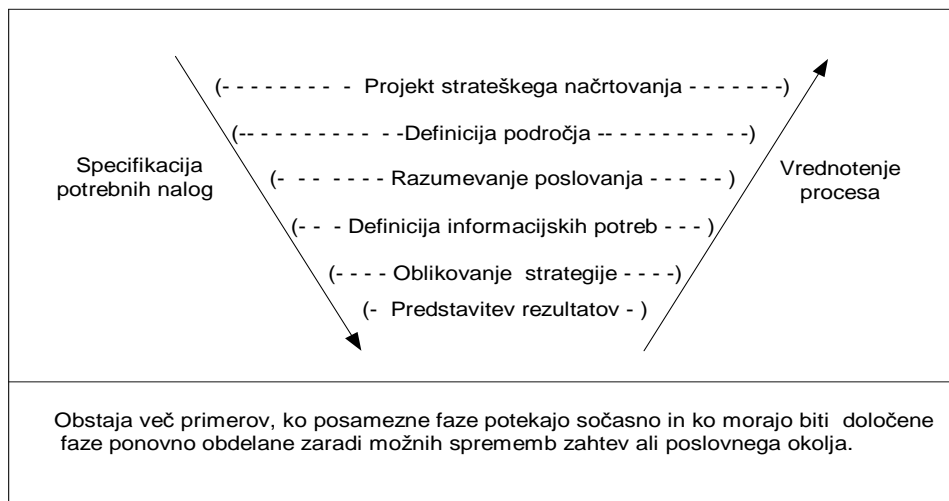 (- - - - - - - - - Projekt strateškega načrtovanja - - - - - - -)
(-- - - - - - - - - --Definicija področja -- - - - - - - --)
Specifikacija
potrebnih nalog
(- - - - - - - - Razumevanje poslovanja - - - - --)
Vrednotenje
procesa
(- - - Definicija informacijskih potreb - - - )
(- - - - Oblikovanje strategije - - - -)
(- Predstavitev rezultatov - )
Obstaja več primerov, ko posamezne faze potekajo sočasno in ko morajo biti določene
faze ponovno obdelane zaradi možnih sprememb zahtev ali poslovnega okolja.